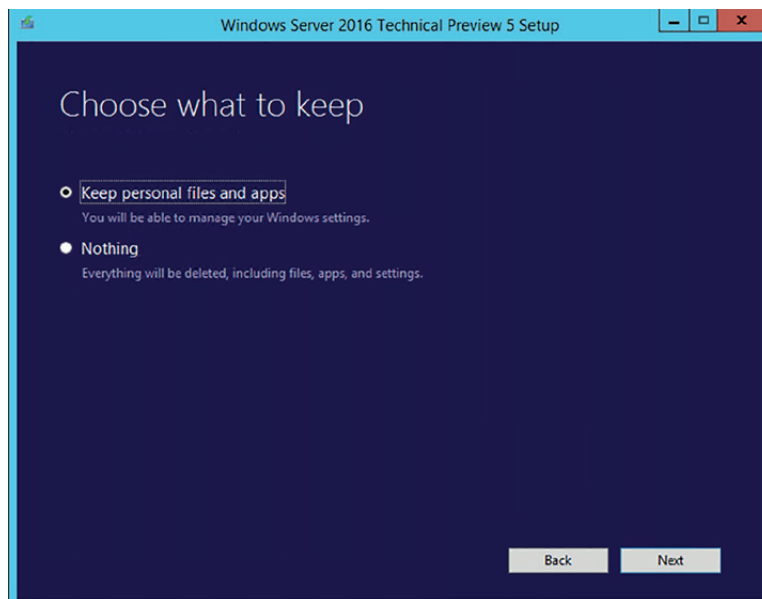 Windows Server 2016 Technical Preview 5 Setup
Choose what to keep
Keep personal files and apps
You will be able to manage your Windows settings.
Nothing
Everything will be deleted, including files, apps, and settings.
Back Next